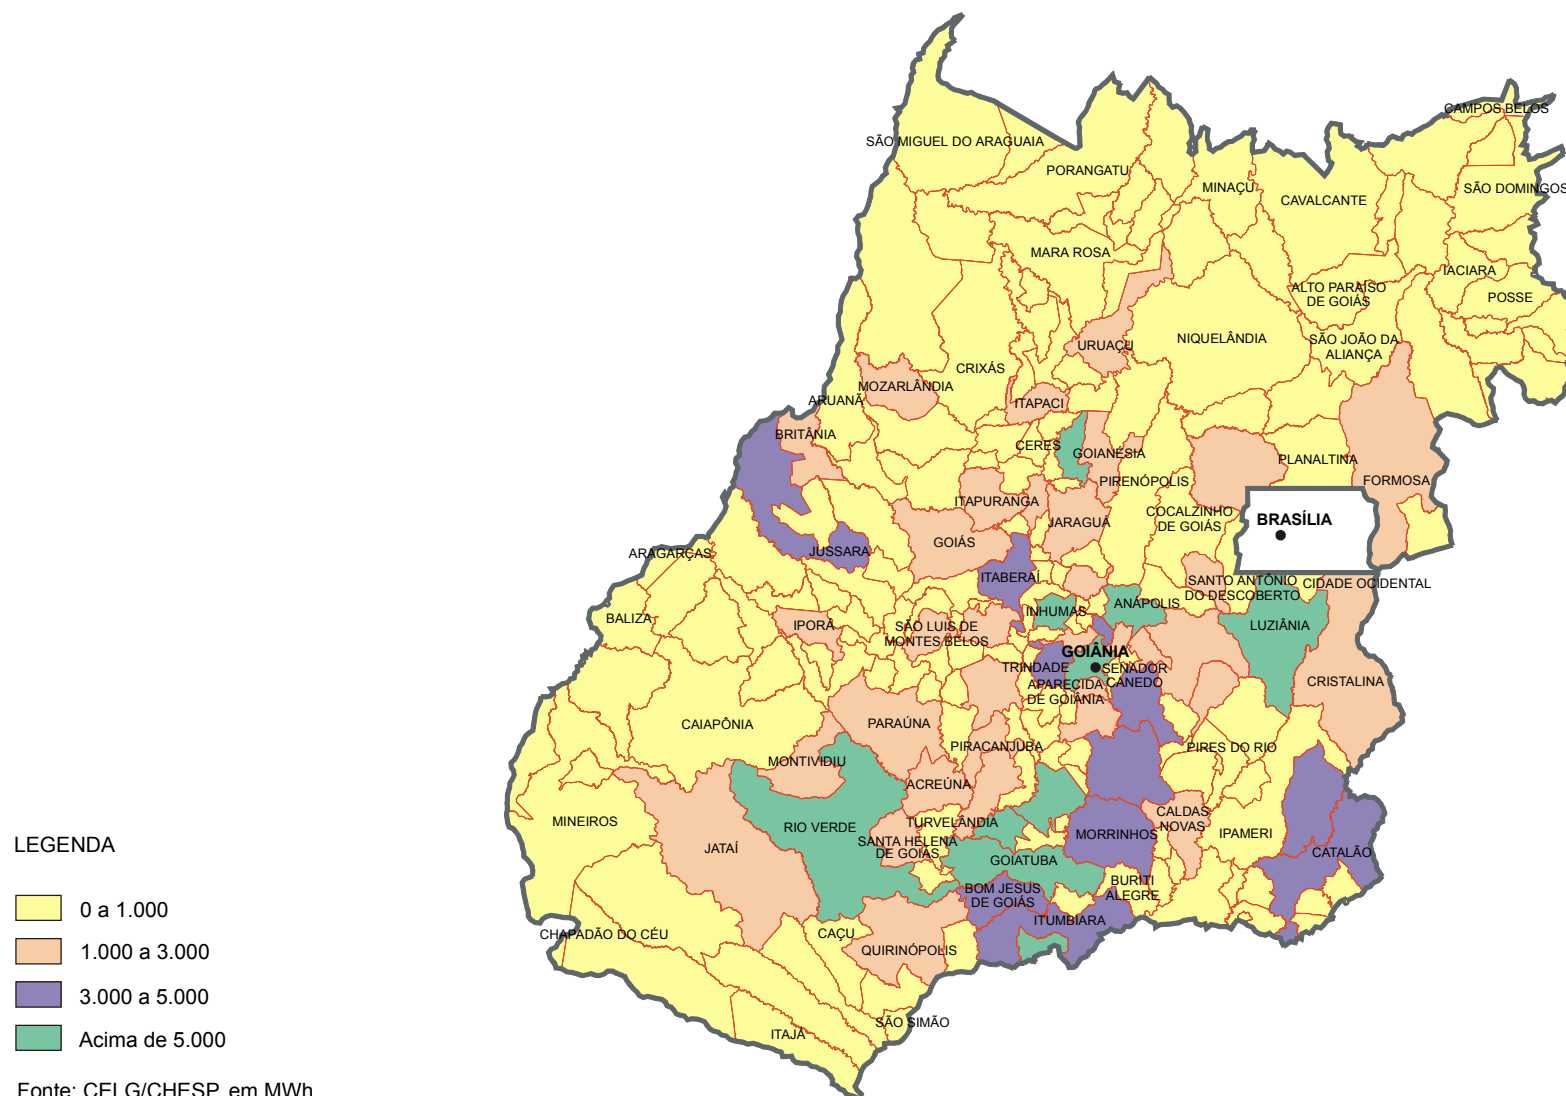 CAMPOS BELOS
SÃO MIGUEL DO ARAGUAIA
PORANGATU
MINAÇU
CAVALCANTE
SÃO DOMINGOS
MARA ROSA
IACIARA
ALTO PARAÍSO
DE GOIÁS
POSSE
URUAÇU
NIQUELÂNDIA
SÃO JOÃO DA
ALIANÇA
CRIXÁS
MOZARLÂNDIA
ARUANÃ
ITAPACI
BRITÂNIA
CERES
GOIANÉSIA
PLANALTINA
PIRENÓPOLIS
FORMOSA
ITAPURANGA
COCALZINHO
DE GOIÁS
JARAGUÁ
BRASÍLIA
GOIÁS
JUSSARA
ARAGARÇAS
ITABERAÍ
SANTO ANTÔNIO
DO DESCOBERTO
CIDADE OCIDENTAL
ANÁPOLIS
INHUMAS
BALIZA
IPORÁ
SÃO LUIS DE
MONTES BELOS
LUZIÂNIA
GOIÂNIA
TRINDADE
SENADOR
CANEDO
APARECIDA
DE GOIÂNIA
CRISTALINA
CAIAPÔNIA
PARAÚNA
PIRACANJUBA
PIRES DO RIO
MONTIVIDIU
ACREÚNA
CALDAS
NOVAS
MINEIROS
RIO VERDE
TURVELÂNDIA
MORRINHOS
IPAMERI
SANTA HELENA
DE GOIÁS
JATAÍ
GOIATUBA
CATALÃO
BURITI
ALEGRE
BOM JESUS
DE GOIÁS
ITUMBIARA
CHAPADÃO DO CÉU
CAÇU
QUIRINÓPOLIS
SÃO SIMÃO
ITAJÁ
LEGENDA
0 a 1.000
1.000 a 3.000
3.000 a 5.000
Acima de 5.000
Fonte: CELG/CHESP, em MWh